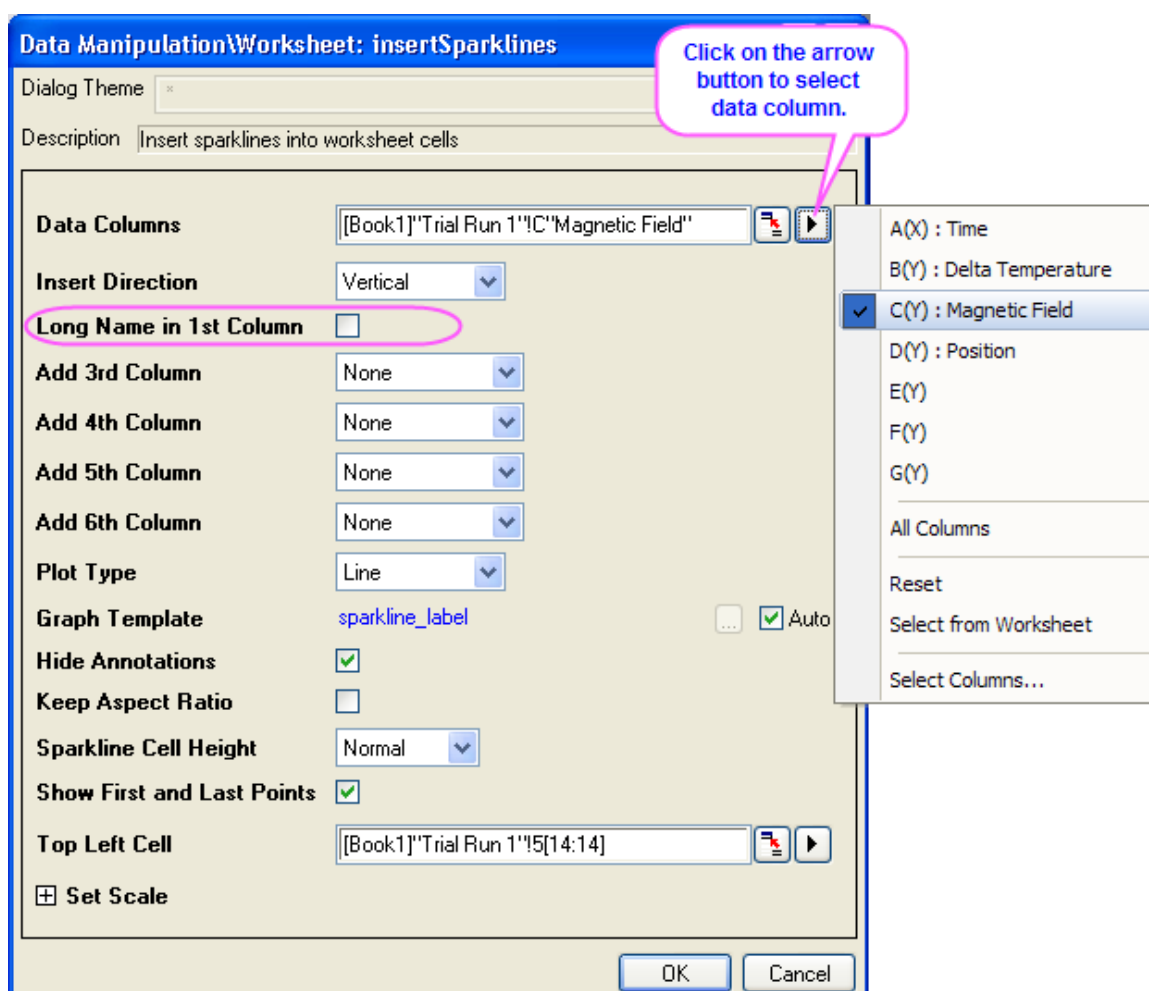 Data Manipulation\Worksheet: insertSparklines
Click on the arrow
button to select
data column.
Dialog Theme *
Description Insert sparklines into worksheet cells
Data Columns [Book1]"Trial Run 1"!C"Magnetic Field"
Insert Direction Vertical
Long Name in 1st Column
Add 3rd Column None
Add 4th Column None
Add 5th Column None
Add 6th Column None
Plot Type Line
Graph Template sparkline_label ... Auto
Hide Annotations
Keep Aspect Ratio
Sparkline Cell Height Normal
Show First and Last Points
Top Left Cell [Book1]"Trial Run 1"!5[14:14]
Set Scale
OK Cancel
A(X) : Time
B(Y) : Delta Temperature
C(Y) : Magnetic Field
D(Y) : Position
E(Y)
F(Y)
G(Y)
All Columns
Reset
Select from Worksheet
Select Columns...